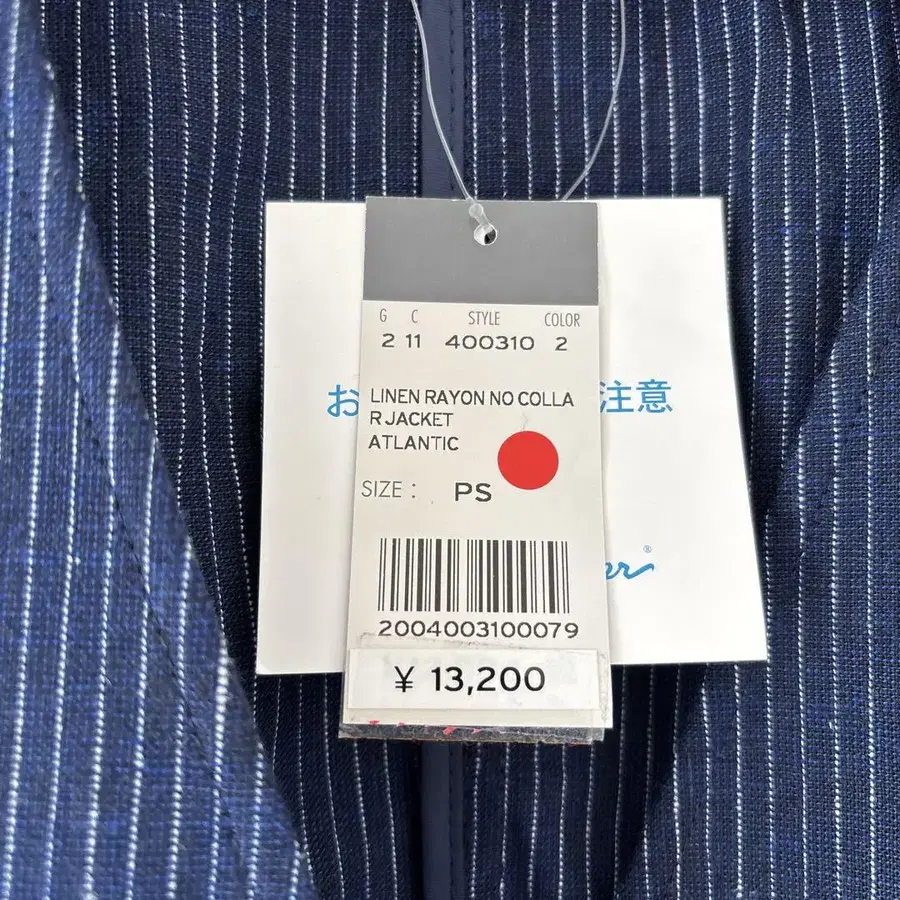 G C STYLE COLOR
2 11 400310 2
LINEN RAYON NO COLLA
R JACKET
ATLANTIC
SIZE : PS
2004003100079
¥ 13,200
お
注意
®